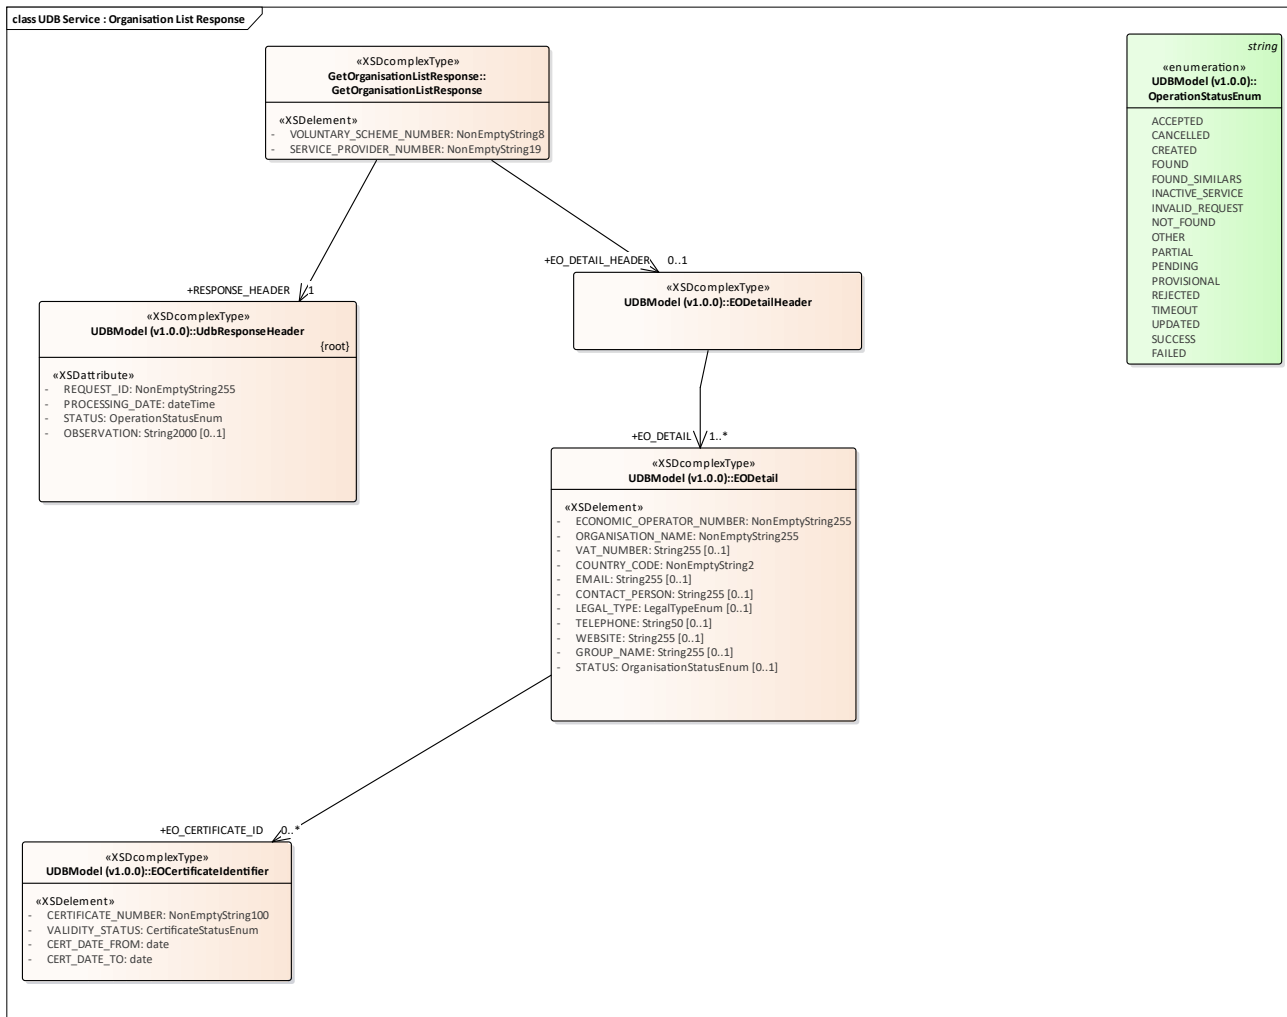 class UDB Service : Organisation List Response
«XSDcomplexType»
GetOrganisationListResponse::
GetOrganisationListResponse
«XSDelement»
- VOLUNTARY_SCHEME_NUMBER: NonEmptyString8
- SERVICE_PROVIDER_NUMBER: NonEmptyString19
string
«enumeration»
UDBModel (v1.0.0)::
OperationStatusEnum
ACCEPTED
CANCELLED
CREATED
FOUND
FOUND_SIMILARS
INACTIVE_SERVICE
INVALID_REQUEST
NOT_FOUND
OTHER
PARTIAL
PENDING
PROVISIONAL
REJECTED
TIMEOUT
UPDATED
SUCCESS
FAILED
+EO_DETAIL_HEADER 0..1
«XSDcomplexType»
UDBModel (v1.0.0)::EODetailHeader
+RESPONSE_HEADER 1
«XSDcomplexType»
UDBModel (v1.0.0)::UdbResponseHeader
{root}
«XSDattribute»
- REQUEST_ID: NonEmptyString255
- PROCESSING_DATE: dateTime
- STATUS: OperationStatusEnum
- OBSERVATION: String2000 [0..1]
+EO_DETAIL 1..*
«XSDcomplexType»
UDBModel (v1.0.0)::EODetail
«XSDelement»
- ECONOMIC_OPERATOR_NUMBER: NonEmptyString255
- ORGANISATION_NAME: NonEmptyString255
- VAT_NUMBER: String255 [0..1]
- COUNTRY_CODE: NonEmptyString2
- EMAIL: String255 [0..1]
- CONTACT_PERSON: String255 [0..1]
- LEGAL_TYPE: LegalTypeEnum [0..1]
- TELEPHONE: String50 [0..1]
- WEBSITE: String255 [0..1]
- GROUP_NAME: String255 [0..1]
- STATUS: OrganisationStatusEnum [0..1]
+EO_CERTIFICATE_ID 0..*
«XSDcomplexType»
UDBModel (v1.0.0)::EOCertificateIdentifier
«XSDelement»
- CERTIFICATE_NUMBER: NonEmptyString100
- VALIDITY_STATUS: CertificateStatusEnum
- CERT_DATE_FROM: date
- CERT_DATE_TO: date